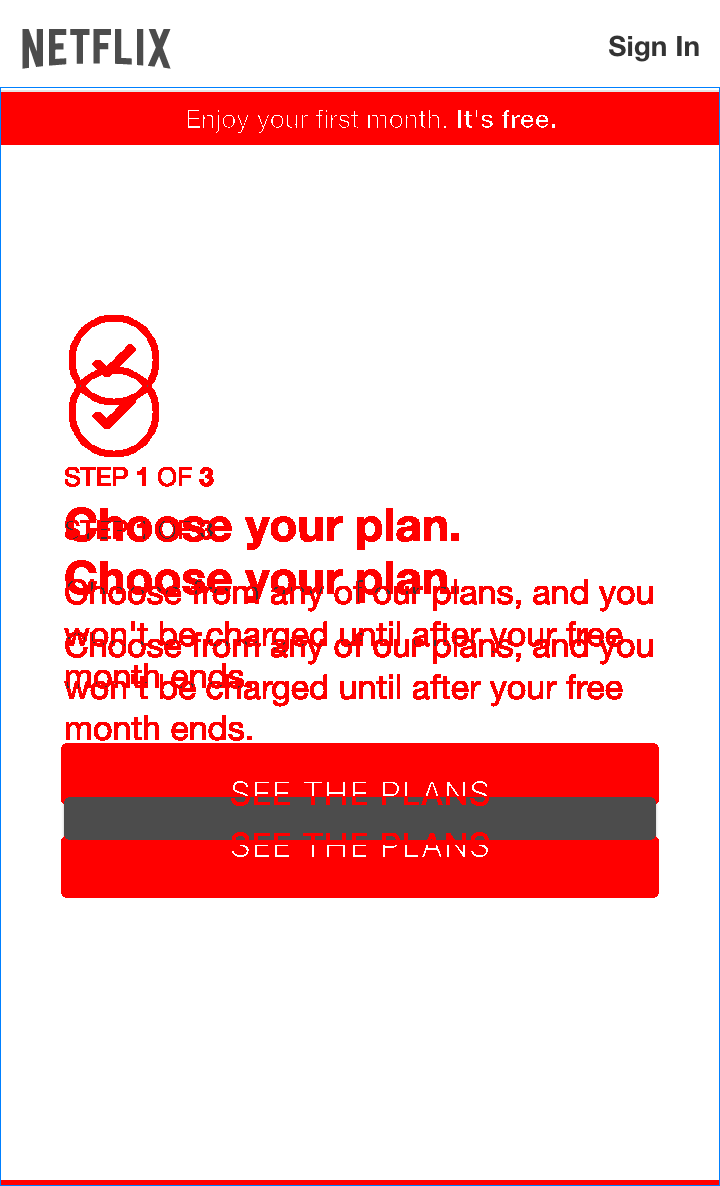 NETFLIX
Sign In
Enjoy your first month. It's free.
STEP 1 OF 3
Choose your plan.
STEP 1 OF 3
Choose your plan.
Choose from any of our plans, and you
won't be charged until after your free
Choose from any of our plans, and you
month ends.
won't be charged until after your free
month ends.
SEE THE PLANS
SEE THE PLANS